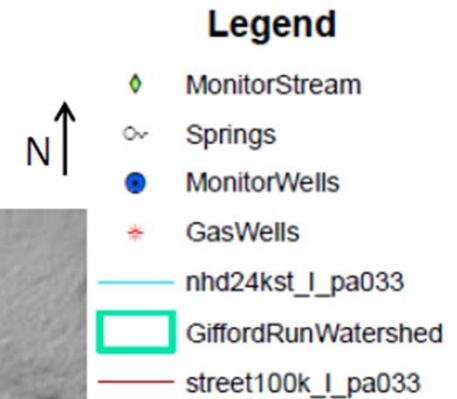 Legend
MonitorStream
Springs
N
MonitorWells
GasWells
nhd24kst_l_pa033
GiffordRunWatershed
street100k_l_pa033